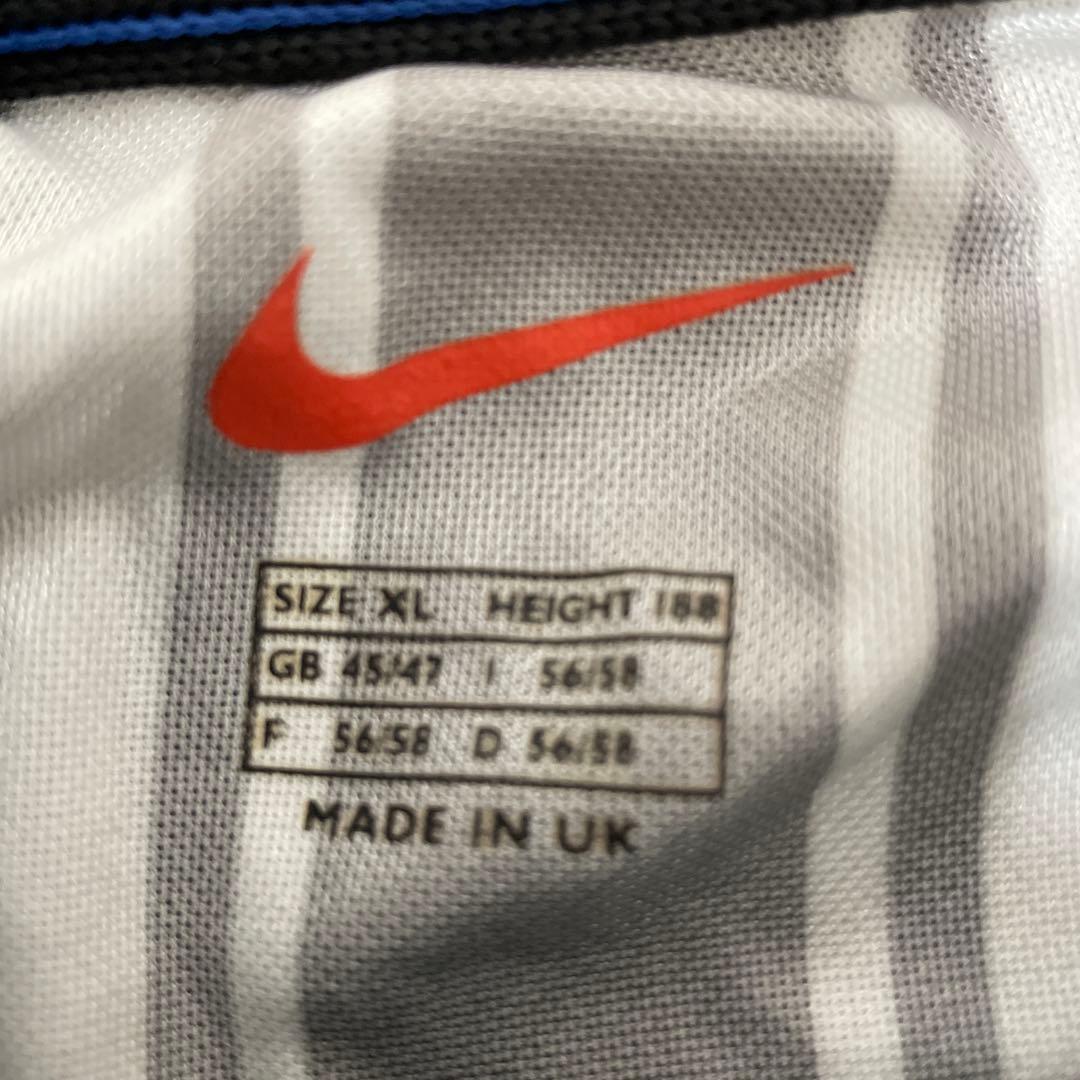 SIZE XL HEIGHT 188
GB 45/47 I 56/58
F 56/58 D 56/58
MADE IN UK